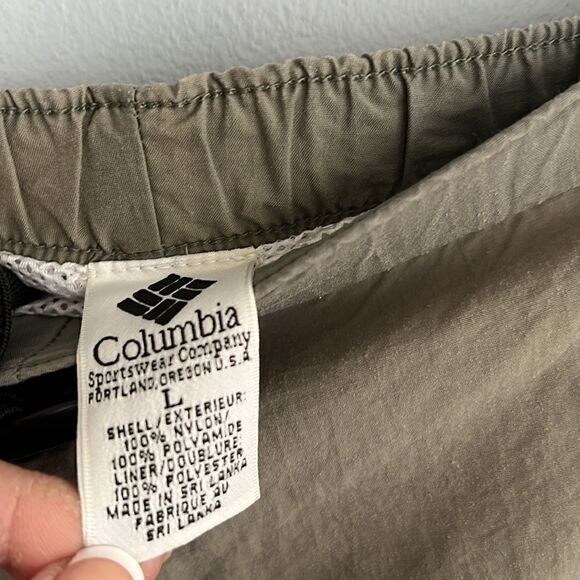 Columbia
Sportswear Company
PORTLAND, OREGON U.S.A.
L
SHELL/EXTERIEUR:
100% NYLON/
100% POLYAMIDE
LINER/DOUBLURE:
100% POLYESTER
MADE IN SRI LANKA
FABRIQUE AU
SRI LANKA